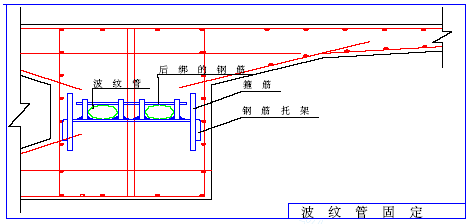 后 绑 的 钢 筋
波 纹 管
箍 筋
钢 筋 托 架
波 纹 管 固 定